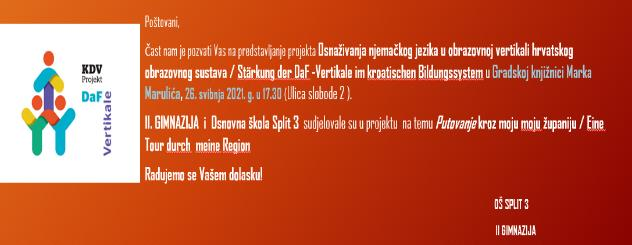 Poštovani,
Čast nam je pozvati Vas na predstavljanje projekta Osnaživanja njemačkog jezika u obrazovnoj vertikali hrvatskog
obrazovnog sustava / Stärkung der DaF -Vertikale im kroatischen Bildungssystem u Gradskoj knjižnici Marka
Marulića, 26. svibnja 2021. g. u 17.30 (Ulica slobode 2 ).
II. GIMNAZIJA i Osnovna škola Split 3 sudjelovale su u projektu na temu Putovanje kroz moju moju županiju / Eine
Tour durch meine Region
Radujemo se Vašem dolasku!
KDV
Projekt
DaF
Vertikale
OŠ SPLIT 3
II GIMNAZIJA